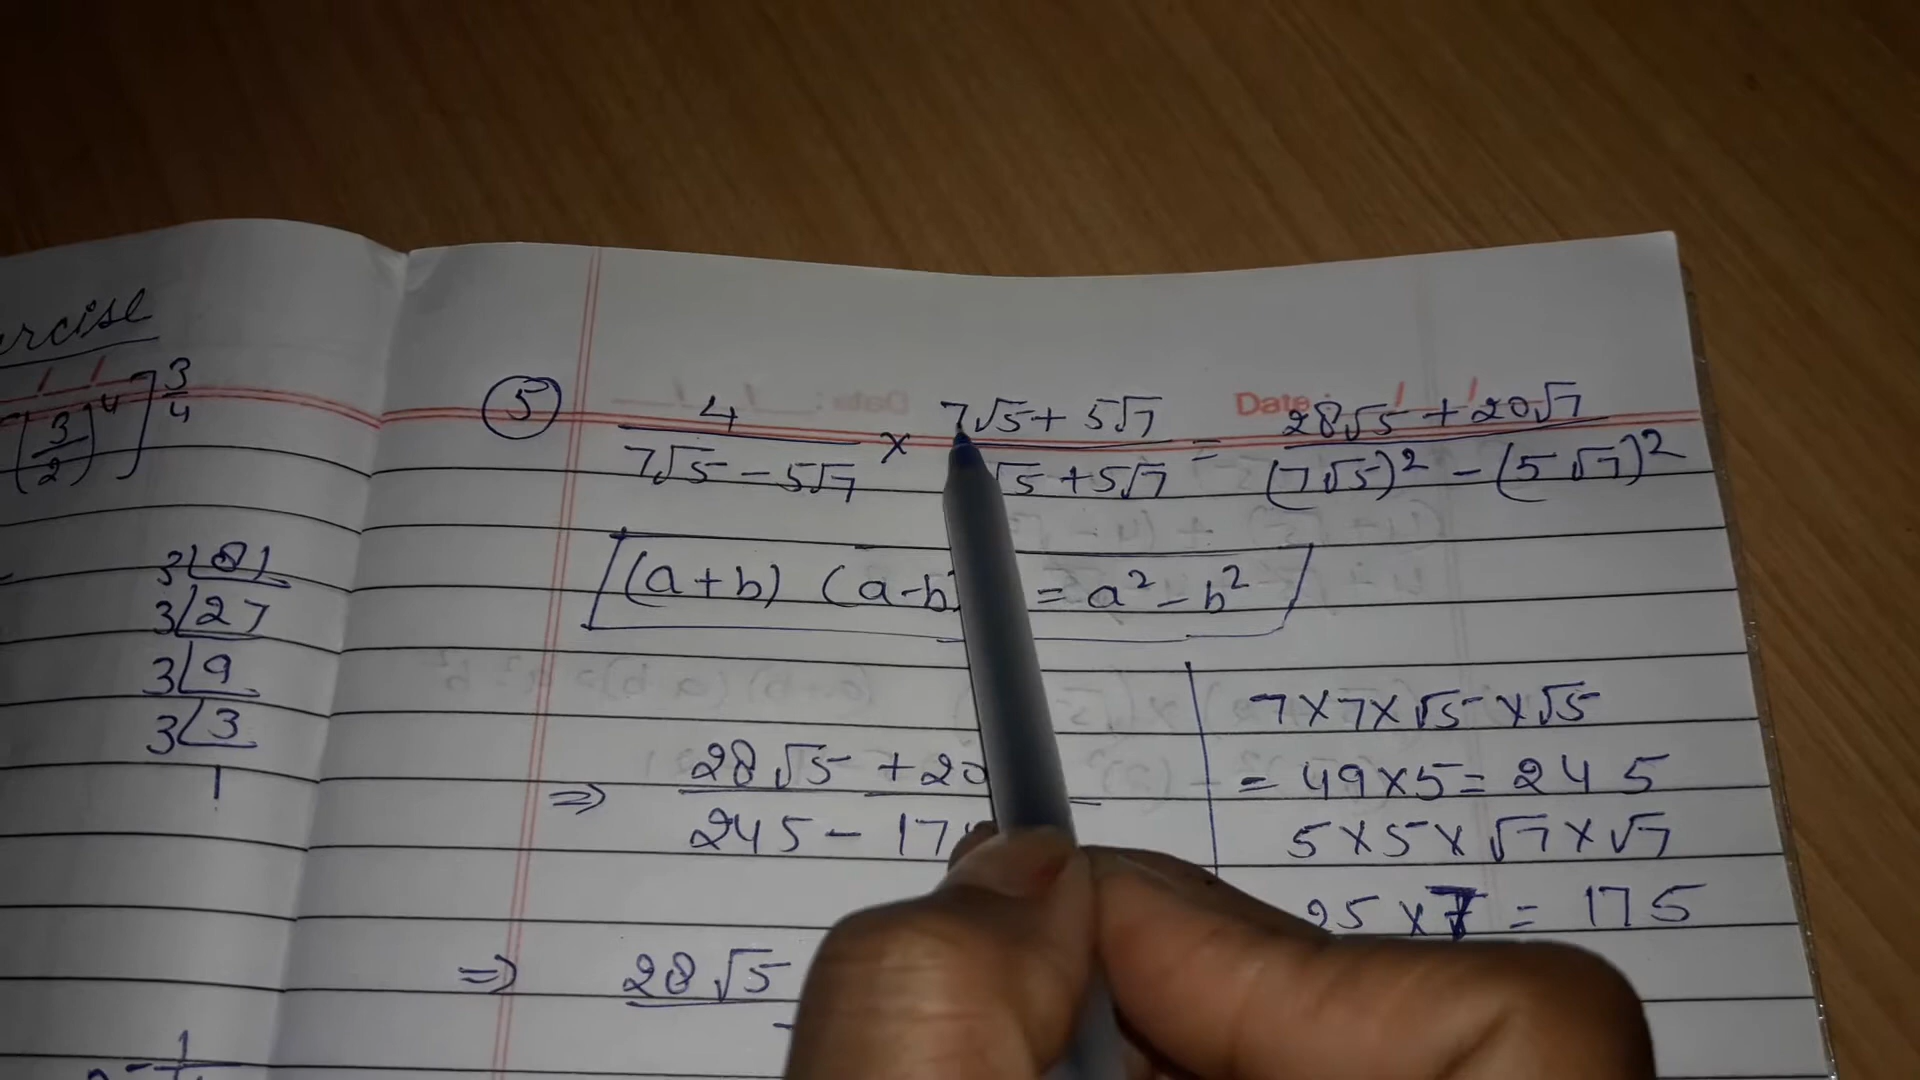 ercise
[(3/2)^4]^3/4
3 | 81
3 | 27
3 | 9
3 | 3
1
Date :
⑤ 4/(7√5 - 5√7) × (7√5 + 5√7)/(√5 + 5√7) = (28√5 + 20√7)/((7√5)² - (5√7)²)
(a+b) (a-b) = a² - b²
⇒ (28√5 + 20)/(245 - 17
⇒ 28√5
7×7×√5×√5
= 49×5 = 245
5×5×√7×√7
25×7 = 175